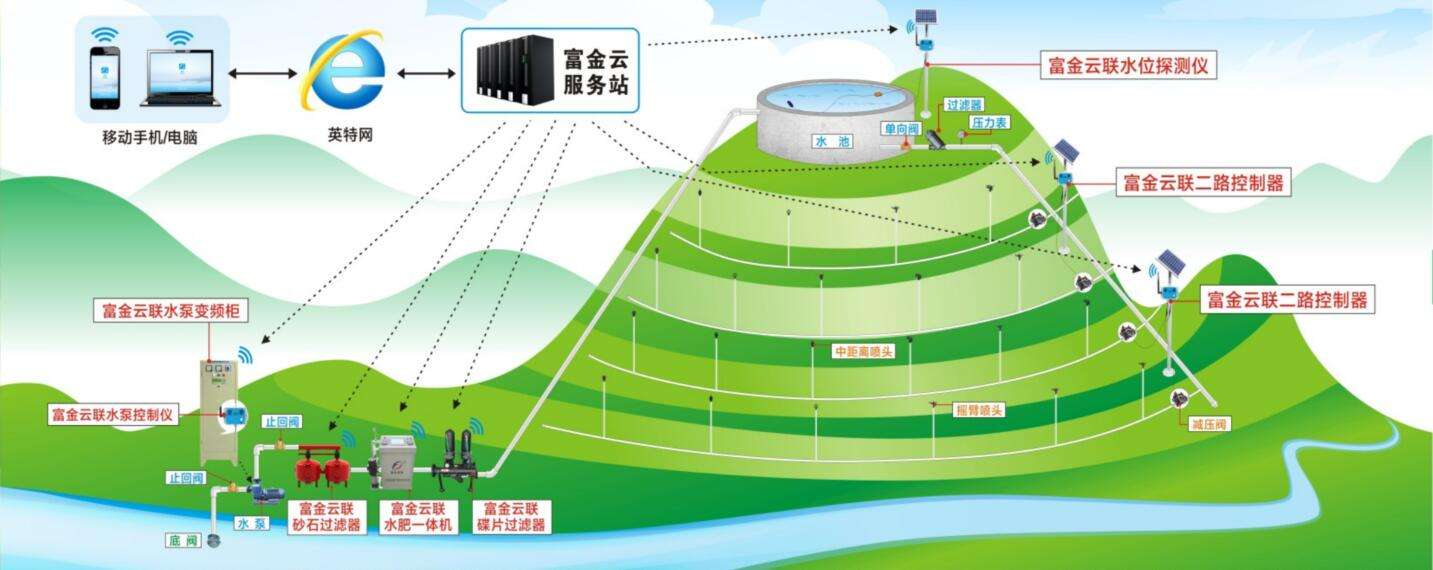 富金云
服务站
移动手机/电脑
英特网
富金云联水位探测仪
过滤器
压力表
单向阀
水 池
富金云联二路控制器
富金云联二路控制器
富金云联水泵变频柜
中距离喷头
富金云联水泵控制仪
摇臂喷头
减压阀
止回阀
止回阀
水 泵
底 阀
富金云联
砂石过滤器
富金云联
水肥一体机
富金云联
碟片过滤器